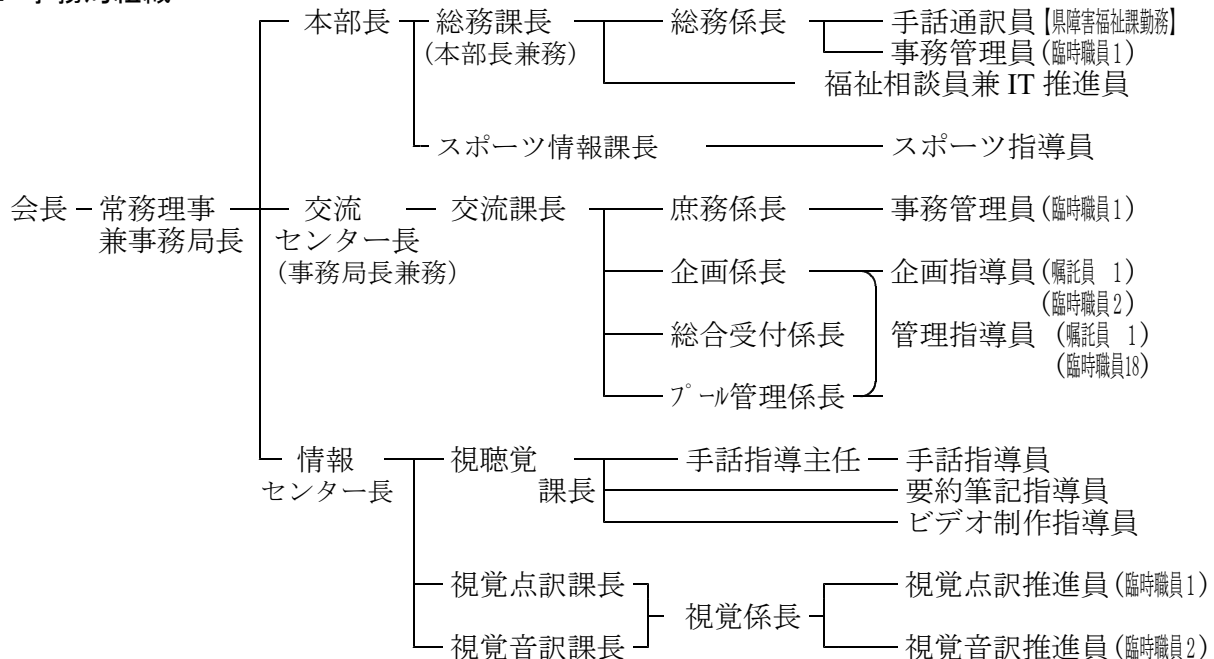 本部長 総務課長 総務係長 手話通訳員【県障害福祉課勤務】
(本部長兼務) 事務管理員(臨時職員1)
福祉相談員兼 IT 推進員
スポーツ情報課長 スポーツ指導員
会長 常務理事 交流 交流課長 庶務係長 事務管理員(臨時職員1)
兼事務局長 センター長
(事務局長兼務) 企画係長 企画指導員(嘱託員 1)
(臨時職員2)
総合受付係長 管理指導員 (嘱託員 1)
(臨時職員18)
プール管理係長
情報 視聴覚 手話指導主任 手話指導員
センター長 課長 要約筆記指導員
ビデオ制作指導員
視覚点訳課長 視覚点訳推進員(臨時職員1)
視覚係長
視覚音訳課長 視覚音訳推進員(臨時職員2)